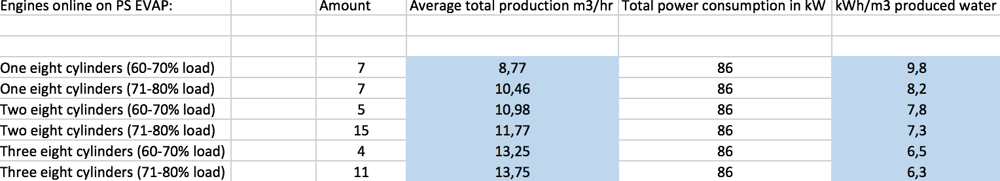 Engines online on PS EVAP: Amount Average total production m3/hr Total power consumption in kW kWh/m3 produced water
One eight cylinders (60-70% load) 7 8,77 86 9,8
One eight cylinders (71-80% load) 7 10,46 86 8,2
Two eight cylinders (60-70% load) 5 10,98 86 7,8
Two eight cylinders (71-80% load) 15 11,77 86 7,3
Three eight cylinders (60-70% load) 4 13,25 86 6,5
Three eight cylinders (71-80% load) 11 13,75 86 6,3